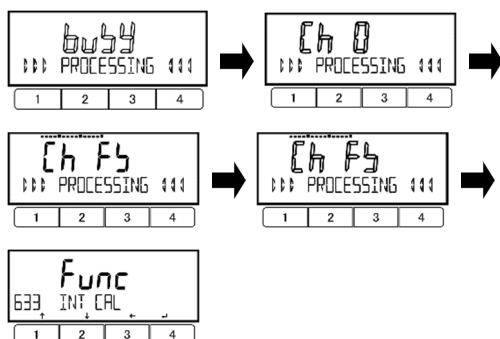 buSY
PROCESSING
1 2 3 4
Ch 0
PROCESSING
1 2 3 4
Ch FS
PROCESSING
1 2 3 4
Ch FS
PROCESSING
1 2 3 4
Func
633 INT CAL
1 2 3 4